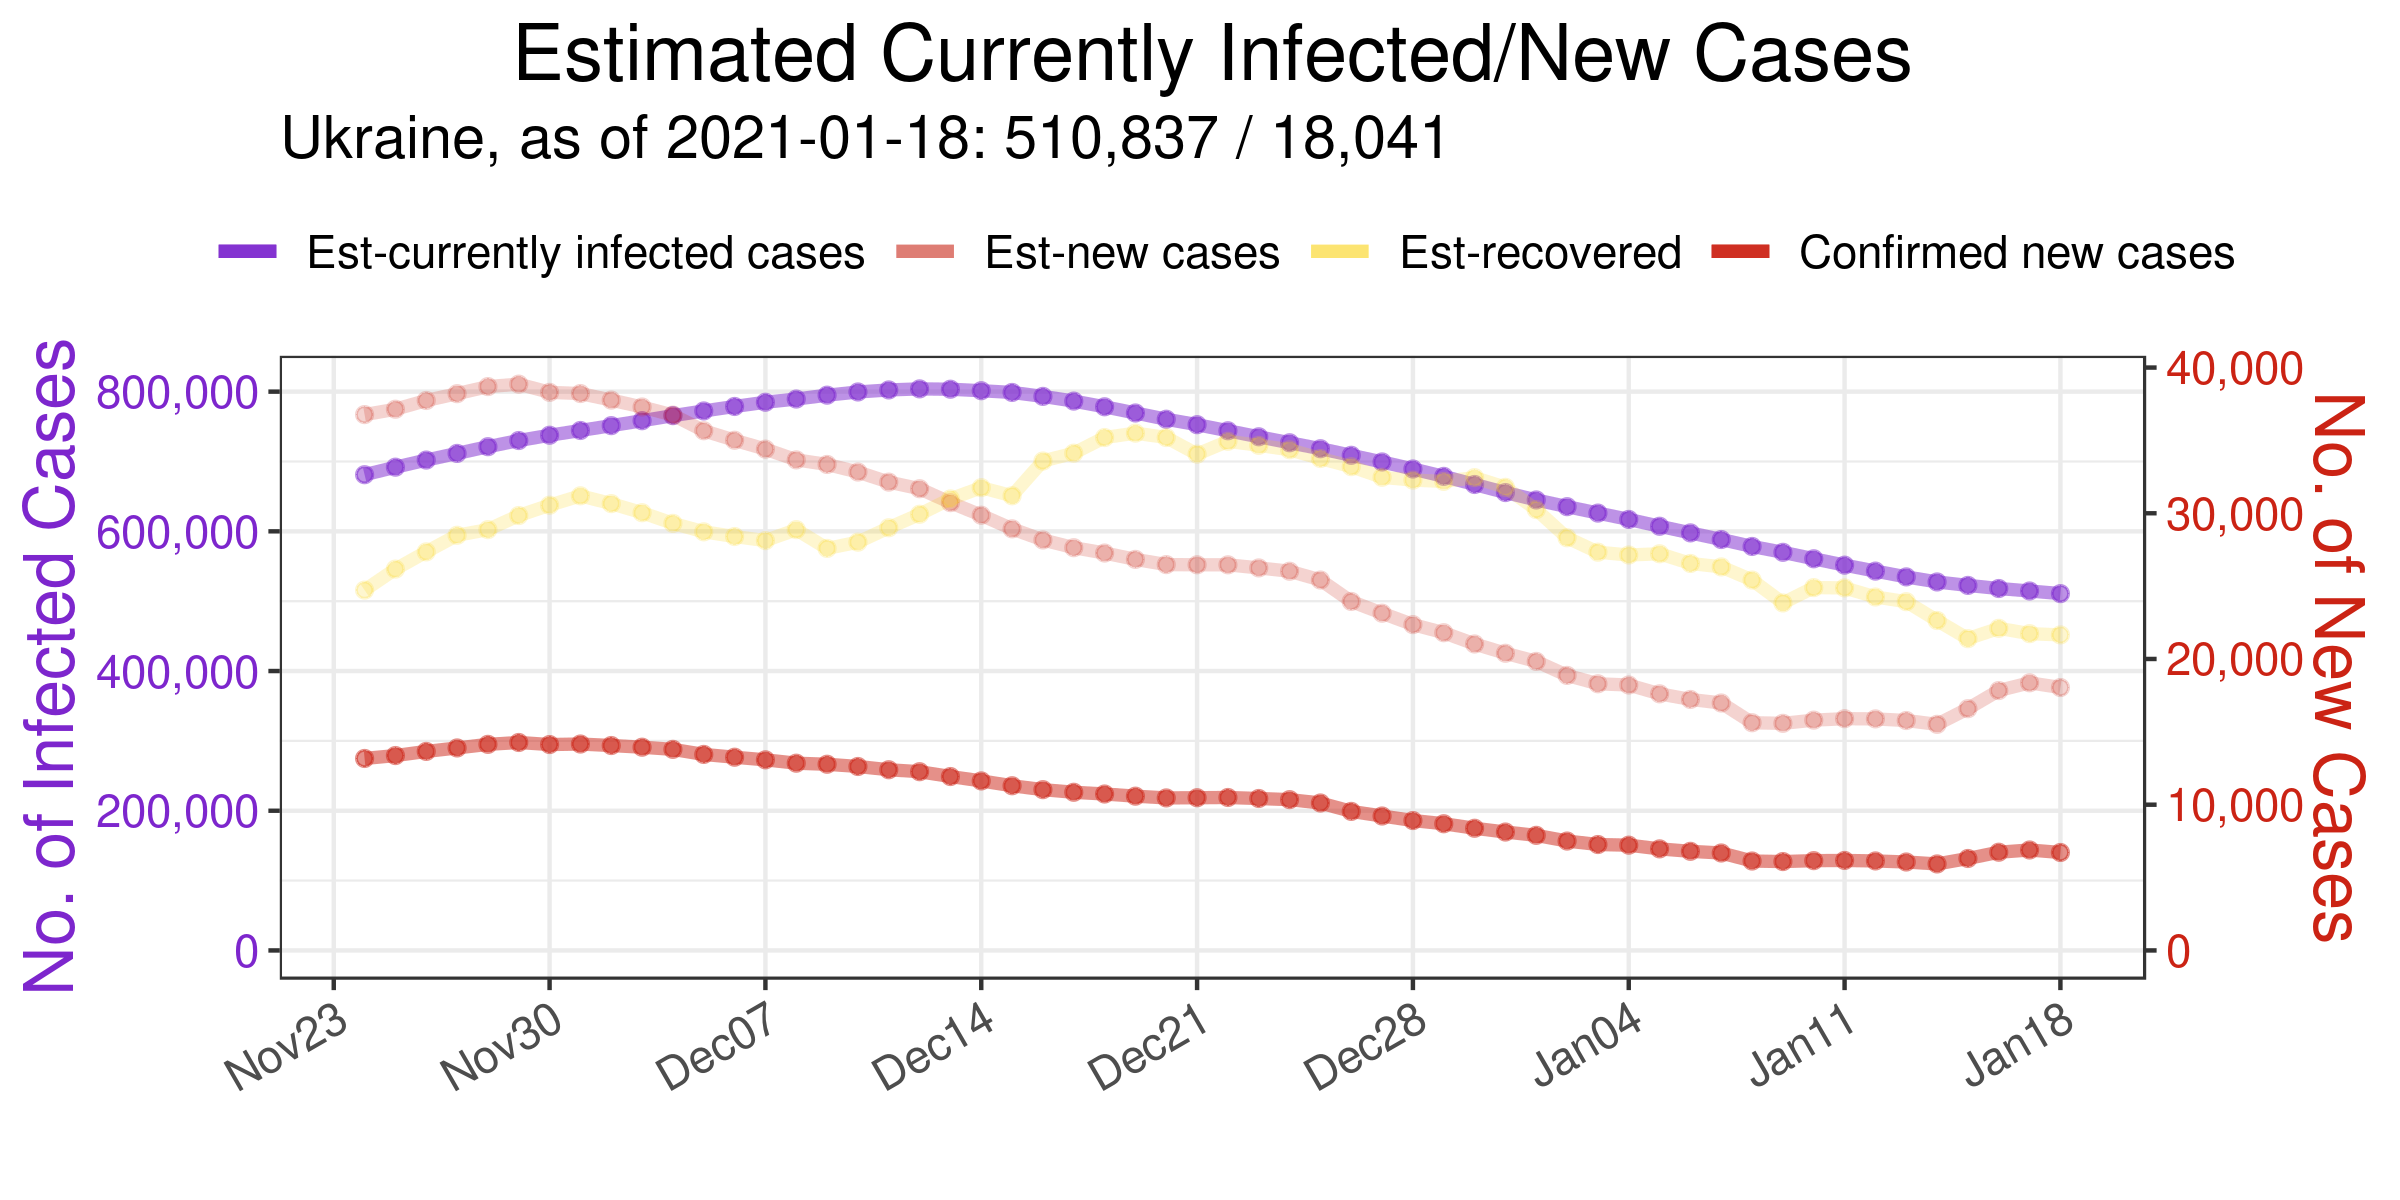 Estimated Currently Infected/New Cases
Ukraine, as of 2021-01-18: 510,837 / 18,041
Est-currently infected cases Est-new cases Est-recovered Confirmed new cases
No. of Infected Cases
800,000
600,000
400,000
200,000
0
40,000
30,000
20,000
10,000
0
No. of New Cases
Nov23 Nov30 Dec07 Dec14 Dec21 Dec28 Jan04 Jan11 Jan18